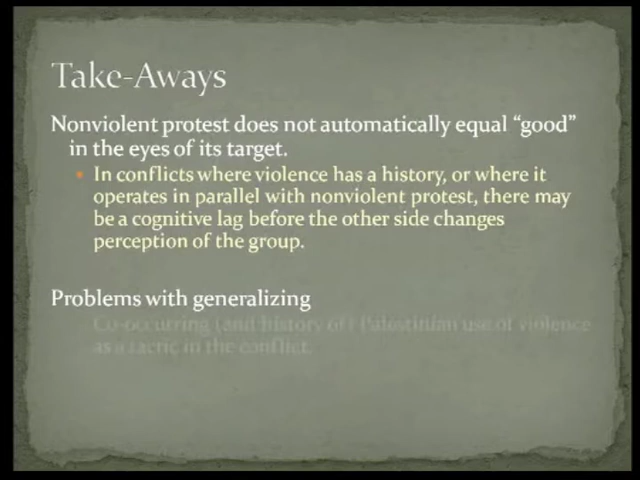 Take-Aways
Nonviolent protest does not automatically equal “good”
in the eyes of its target.
In conflicts where violence has a history, or where it
operates in parallel with nonviolent protest, there may
be a cognitive lag before the other side changes
perception of the group.
Problems with generalizing
Co-occurring (and history of) Palestinian use of violence
as a tactic in the conflict.